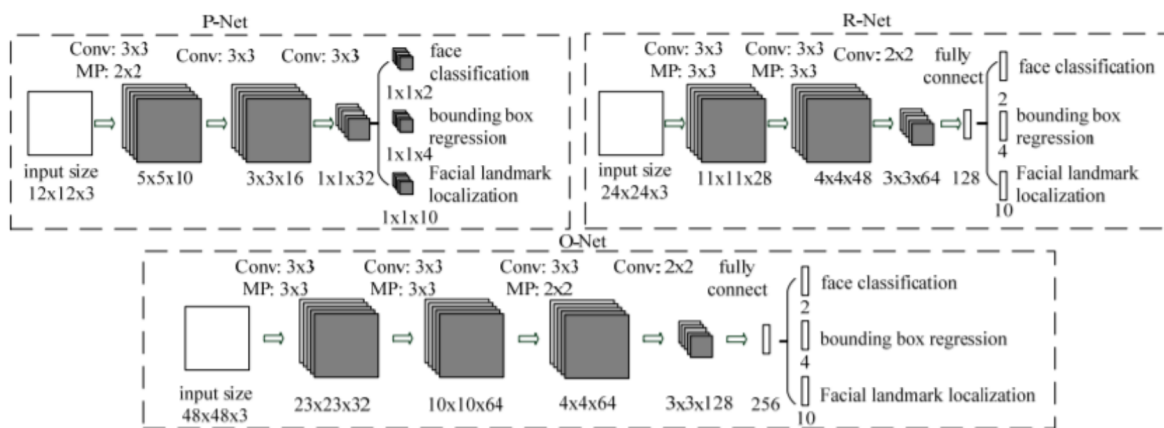 P-Net
Conv: 3x3
MP: 2x2
Conv: 3x3
Conv: 3x3
face
classification
1x1x2
bounding box
regression
1x1x4
Facial landmark
localization
1x1x10
input size
12x12x3
5x5x10
3x3x16
1x1x32
R-Net
Conv: 3x3
MP: 3x3
Conv: 3x3
MP: 3x3
Conv: 2x2
fully
connect
face classification
2
bounding box
regression
4
Facial landmark
localization
10
input size
24x24x3
11x11x28
4x4x48
3x3x64
128
O-Net
Conv: 3x3
MP: 3x3
Conv: 3x3
MP: 3x3
Conv: 3x3
MP: 2x2
Conv: 2x2
fully
connect
face classification
2
bounding box regression
4
Facial landmark localization
10
input size
48x48x3
23x23x32
10x10x64
4x4x64
3x3x128
256